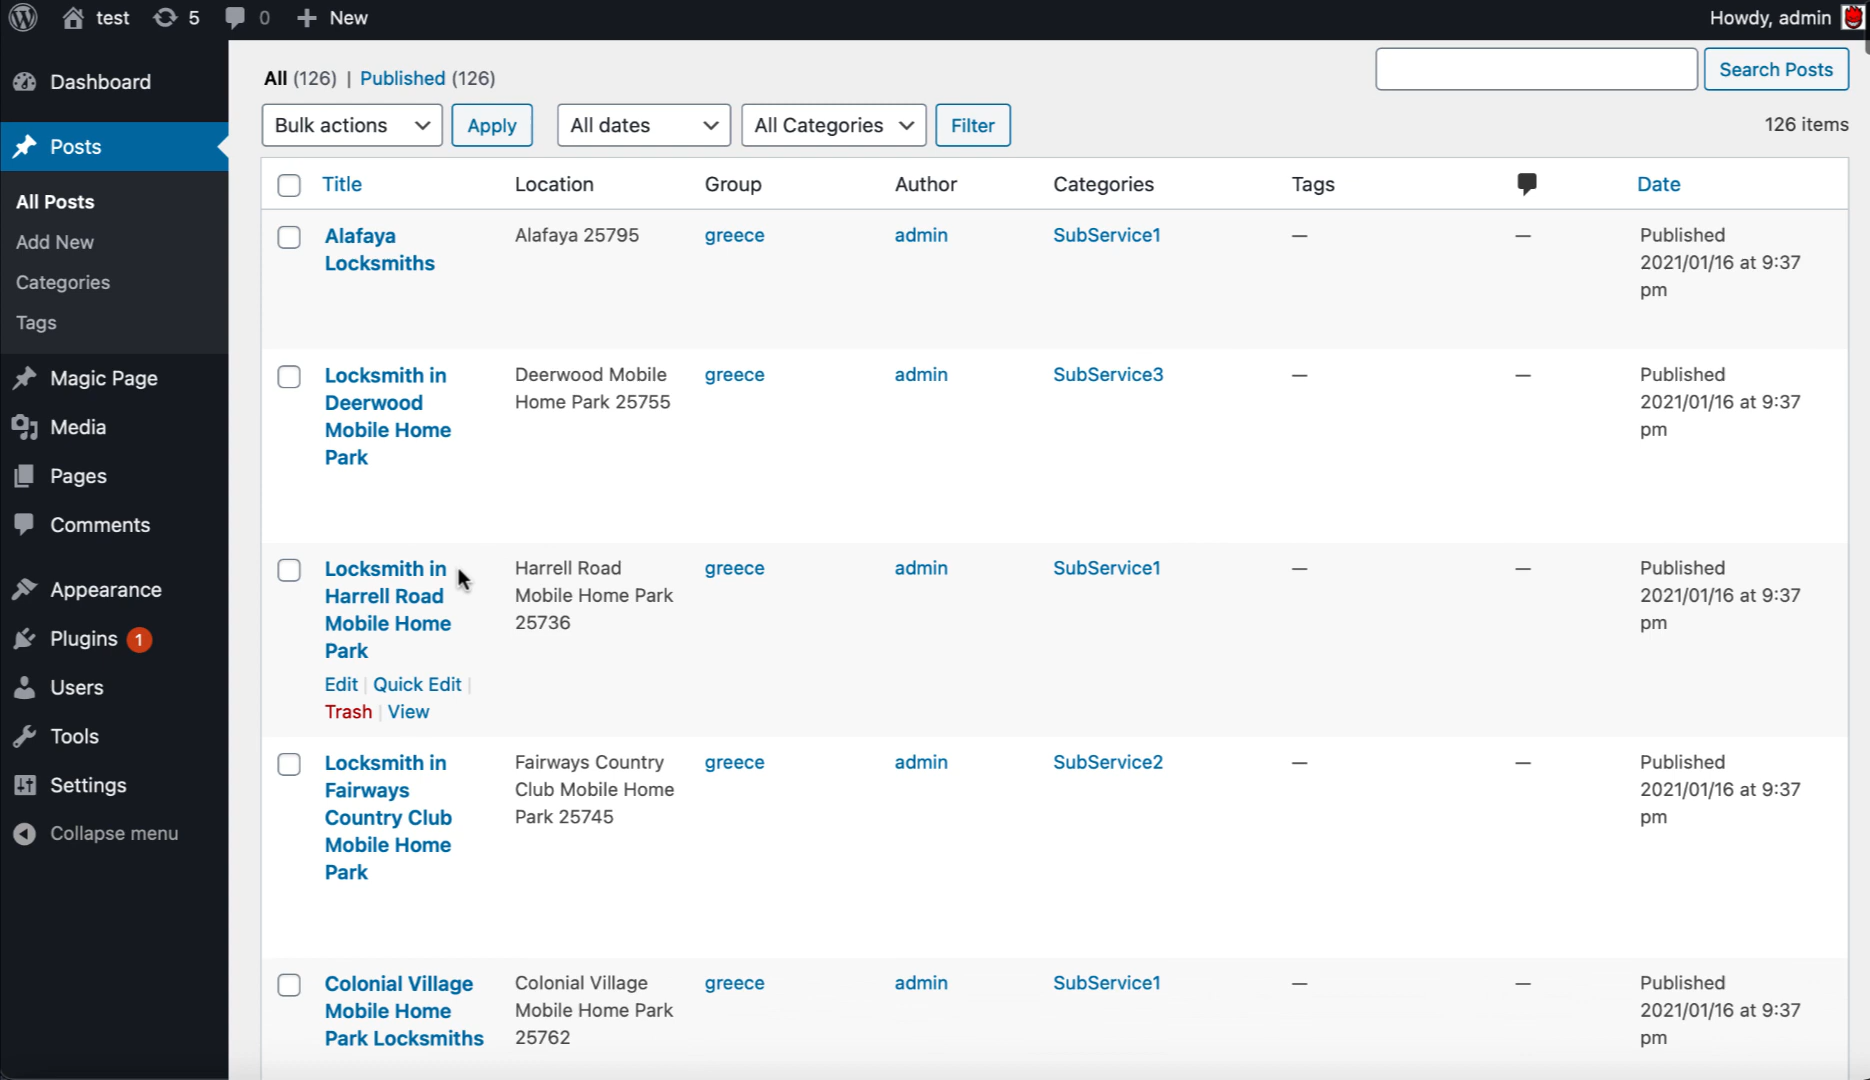 test 5 0 New Howdy, admin
Dashboard
Posts
All Posts
Add New
Categories
Tags
Magic Page
Media
Pages
Comments
Appearance
Plugins 1
Users
Tools
Settings
Collapse menu
All (126) | Published (126)
Search Posts
Bulk actions Apply All dates All Categories Filter 126 items
Title Location Group Author Categories Tags Date
Alafaya
Locksmiths
Alafaya 25795
greece
admin
SubService1
—
—
Published
2021/01/16 at 9:37
pm
Locksmith in
Deerwood
Mobile Home
Park
Deerwood Mobile
Home Park 25755
greece
admin
SubService3
—
—
Published
2021/01/16 at 9:37
pm
Locksmith in
Harrell Road
Mobile Home
Park
Edit | Quick Edit |
Trash | View
Harrell Road
Mobile Home Park
25736
greece
admin
SubService1
—
—
Published
2021/01/16 at 9:37
pm
Locksmith in
Fairways
Country Club
Mobile Home
Park
Fairways Country
Club Mobile Home
Park 25745
greece
admin
SubService2
—
—
Published
2021/01/16 at 9:37
pm
Colonial Village
Mobile Home
Park Locksmiths
Colonial Village
Mobile Home Park
25762
greece
admin
SubService1
—
—
Published
2021/01/16 at 9:37
pm